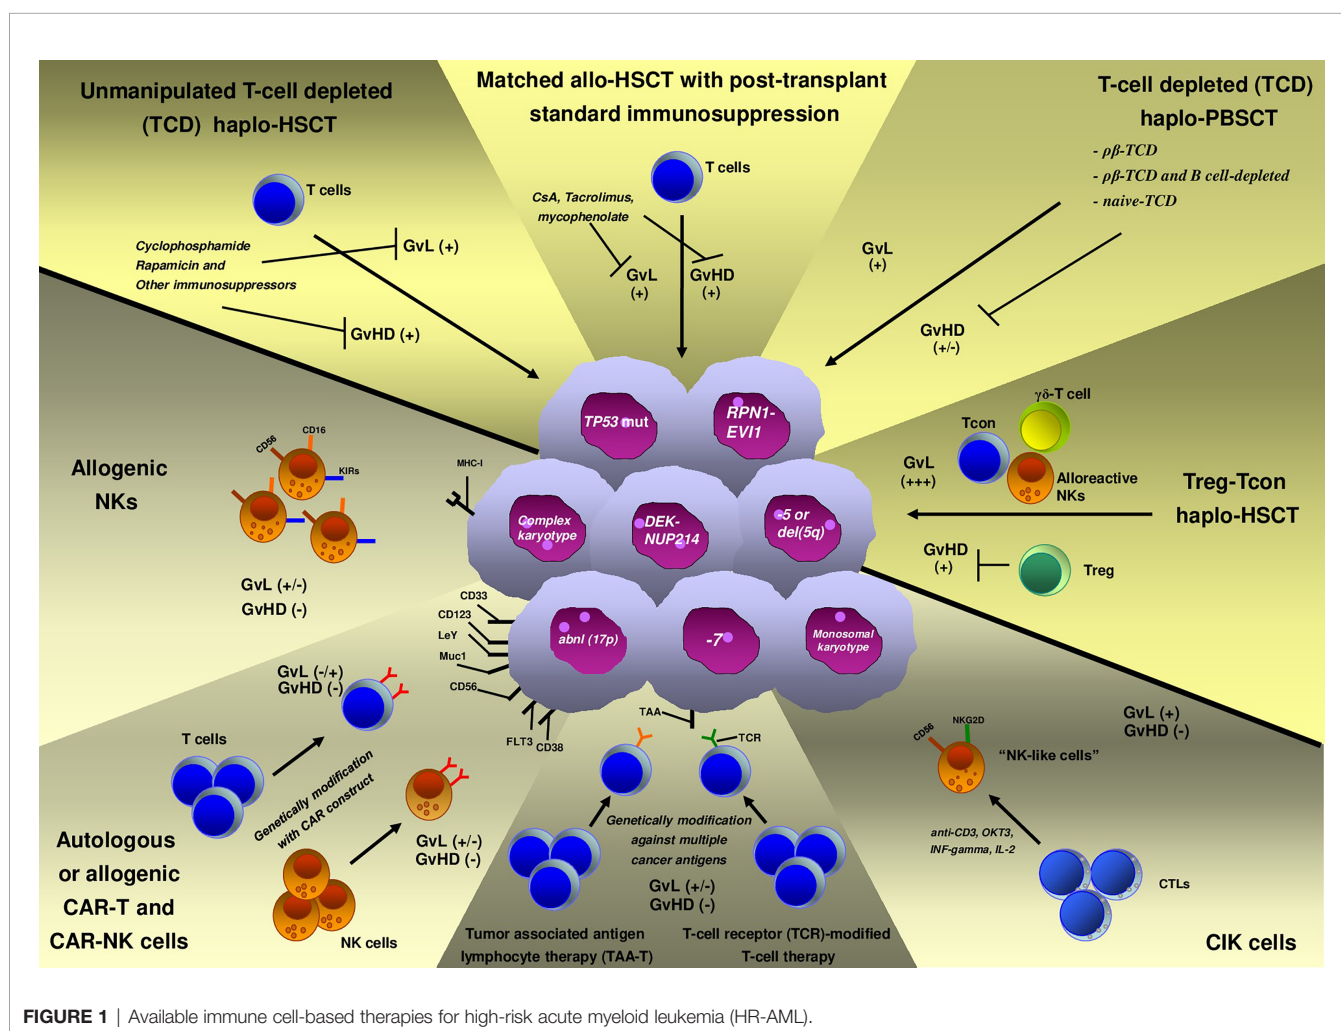 Unmanipulated T-cell depleted
(TCD) haplo-HSCT
T cells
Cyclophosphamide
Rapamicin and
Other immunosuppressors
GvL (+)
GvHD (+)
Matched allo-HSCT with post-transplant
standard immunosuppression
T cells
CsA, Tacrolimus,
mycophenolate
GvL
(+)
GvHD
(+)
T-cell depleted (TCD)
haplo-PBSCT
- ρβ-TCD
- ρβ-TCD and B cell-depleted
- naive-TCD
GvL
(+)
GvHD
(+/-)
Allogenic
NKs
CD56
CD16
KIRs
GvL (+/-)
GvHD (-)
TP53 mut
RPN1-
EVI1
MHC-I
Complex
karyotype
DEK-
NUP214
-5 or
del(5q)
abnl (17p)
-7
Monosomal
karyotype
CD33
CD123
LeY
Muc1
CD56
FLT3
CD38
TAA
γδ-T cell
Tcon
GvL
(+++)
Alloreactive
NKs
Treg-Tcon
haplo-HSCT
GvHD
(+)
Treg
GvL (-/+)
GvHD (-)
T cells
Genetically modification
with CAR construct
GvL (+/-)
GvHD (-)
NK cells
Autologous
or allogenic
CAR-T and
CAR-NK cells
TCR
Genetically modification
against multiple
cancer antigens
GvL (+/-)
GvHD (-)
Tumor associated antigen
lymphocyte therapy (TAA-T)
T-cell receptor (TCR)-modified
T-cell therapy
GvL (+)
GvHD (-)
CD56
NKG2D
“NK-like cells”
anti-CD3, OKT3,
INF-gamma, IL-2
CTLs
CIK cells
FIGURE 1 | Available immune cell-based therapies for high-risk acute myeloid leukemia (HR-AML).